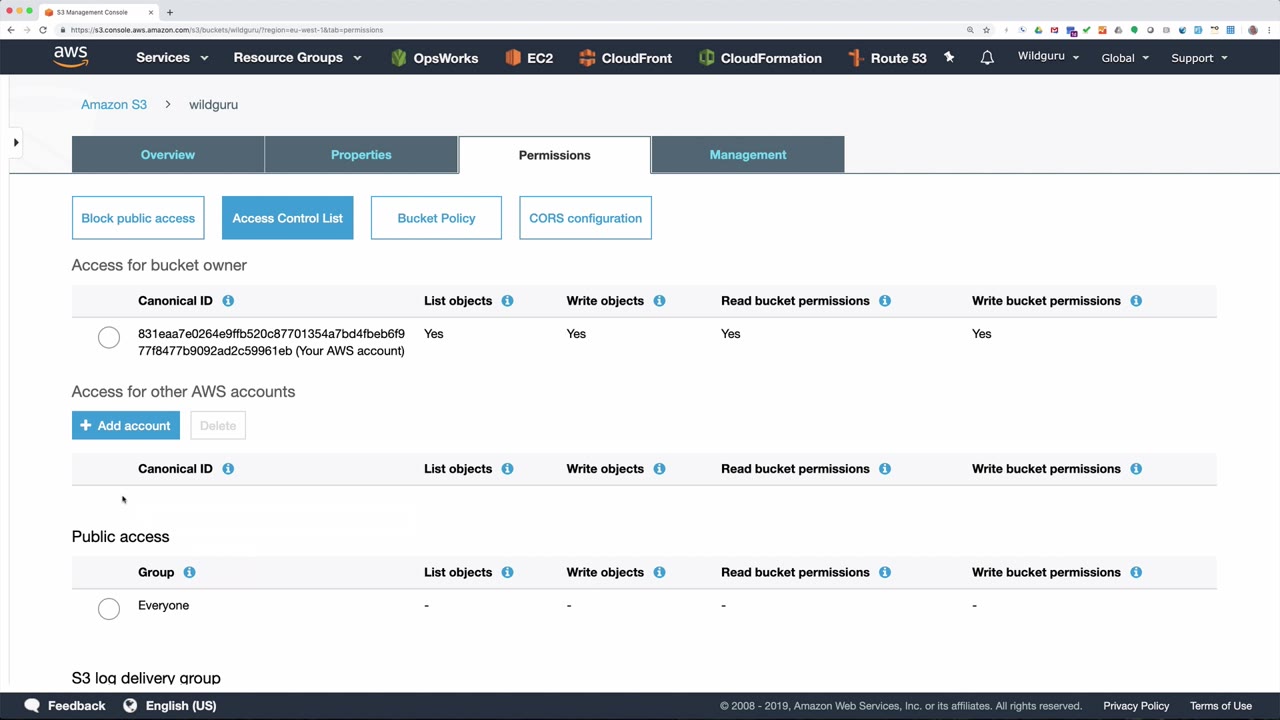 S3 Management Console
https://s3.console.aws.amazon.com/s3/buckets/wildguru/?region=eu-west-1&tab=permissions
aws
Services
Resource Groups
OpsWorks
EC2
CloudFront
CloudFormation
Route 53
Wildguru
Global
Support
Amazon S3 > wildguru
Overview
Properties
Permissions
Management
Block public access
Access Control List
Bucket Policy
CORS configuration
Access for bucket owner
Canonical ID
List objects
Write objects
Read bucket permissions
Write bucket permissions
831eaa7e0264e9ffb520c87701354a7bd4fbeb6f9
77f8477b9092ad2c59961eb (Your AWS account)
Yes
Yes
Yes
Yes
Access for other AWS accounts
+ Add account
Delete
Canonical ID
List objects
Write objects
Read bucket permissions
Write bucket permissions
Public access
Group
List objects
Write objects
Read bucket permissions
Write bucket permissions
Everyone
-
-
-
-
S3 log delivery group
Feedback
English (US)
© 2008 - 2019, Amazon Web Services, Inc. or its affiliates. All rights reserved.
Privacy Policy
Terms of Use